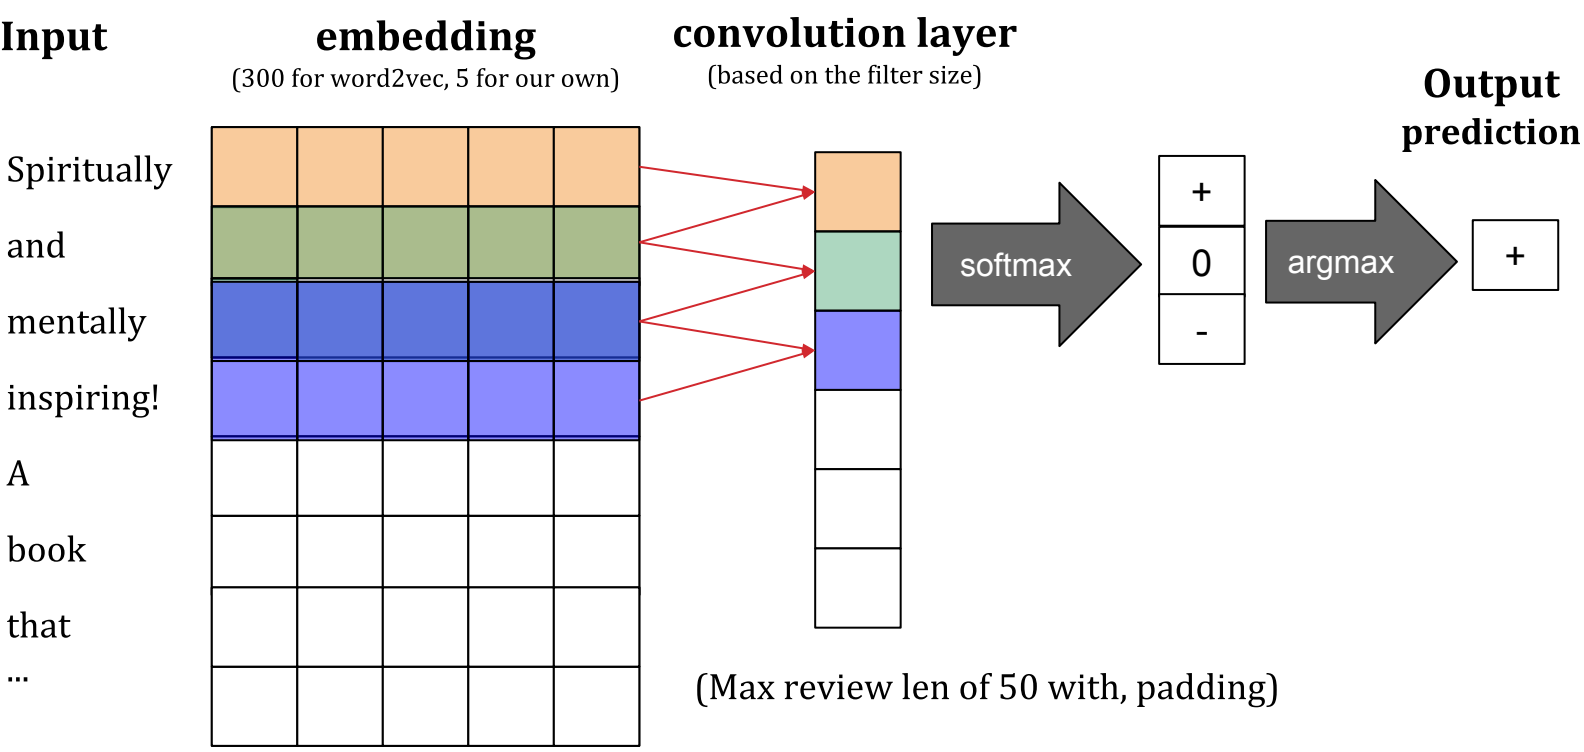 Input
embedding
(300 for word2vec, 5 for our own)
convolution layer
(based on the filter size)
Output
prediction
Spiritually
and
mentally
inspiring!
A
book
that
...
softmax
+
0
-
argmax
+
(Max review len of 50 with, padding)